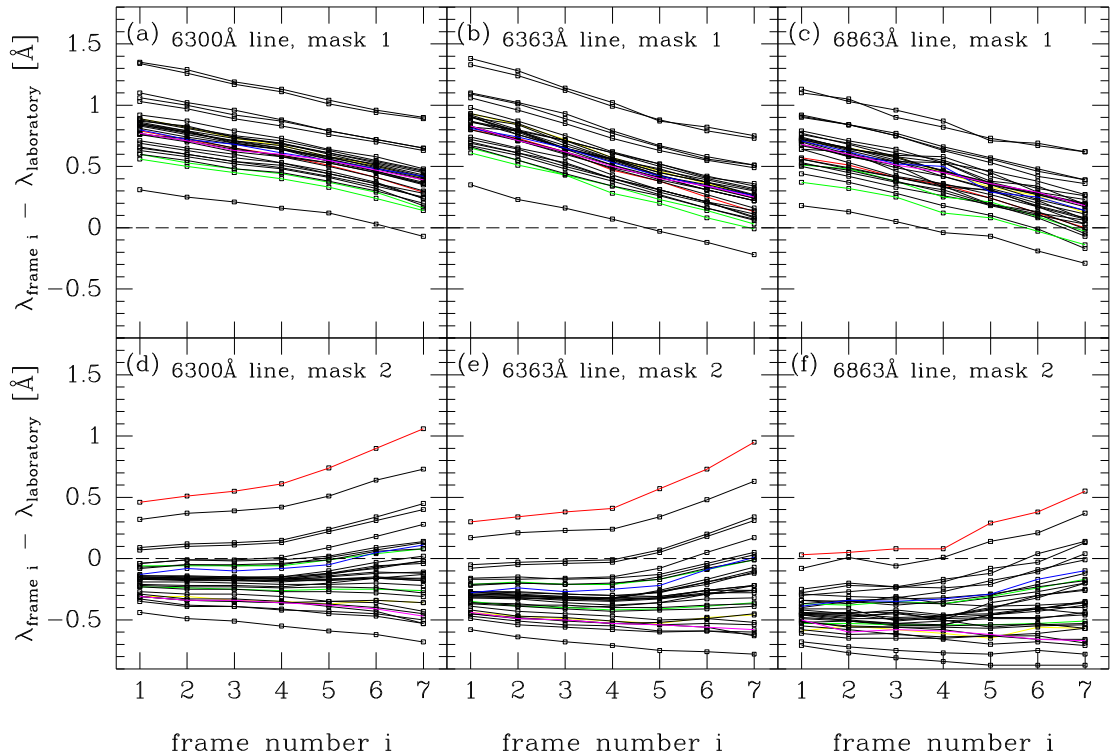 (a) 6300Å line, mask 1
(b) 6363Å line, mask 1
(c) 6863Å line, mask 1
λframe i − λlaboratory [Å]
1.5
1
0.5
0
−0.5
(d) 6300Å line, mask 2
(e) 6363Å line, mask 2
(f) 6863Å line, mask 2
λframe i − λlaboratory [Å]
1.5
1
0.5
0
−0.5
1 2 3 4 5 6 7
1 2 3 4 5 6 7
1 2 3 4 5 6 7
frame number i
frame number i
frame number i